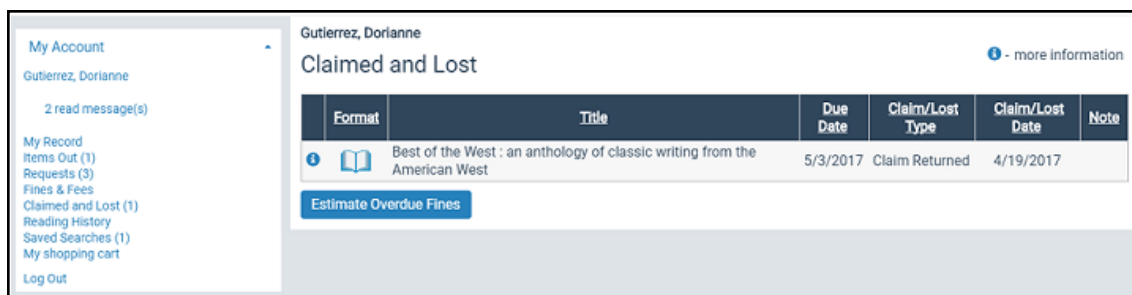 My Account
Gutierrez, Dorianne
2 read message(s)
My Record
Items Out (1)
Requests (3)
Fines & Fees
Claimed and Lost (1)
Reading History
Saved Searches (1)
My shopping cart
Log Out
Gutierrez, Dorianne
Claimed and Lost
i - more information
Format Title Due Date Claim/Lost Type Claim/Lost Date Note
Best of the West : an anthology of classic writing from the
American West
5/3/2017 Claim Returned 4/19/2017
Estimate Overdue Fines